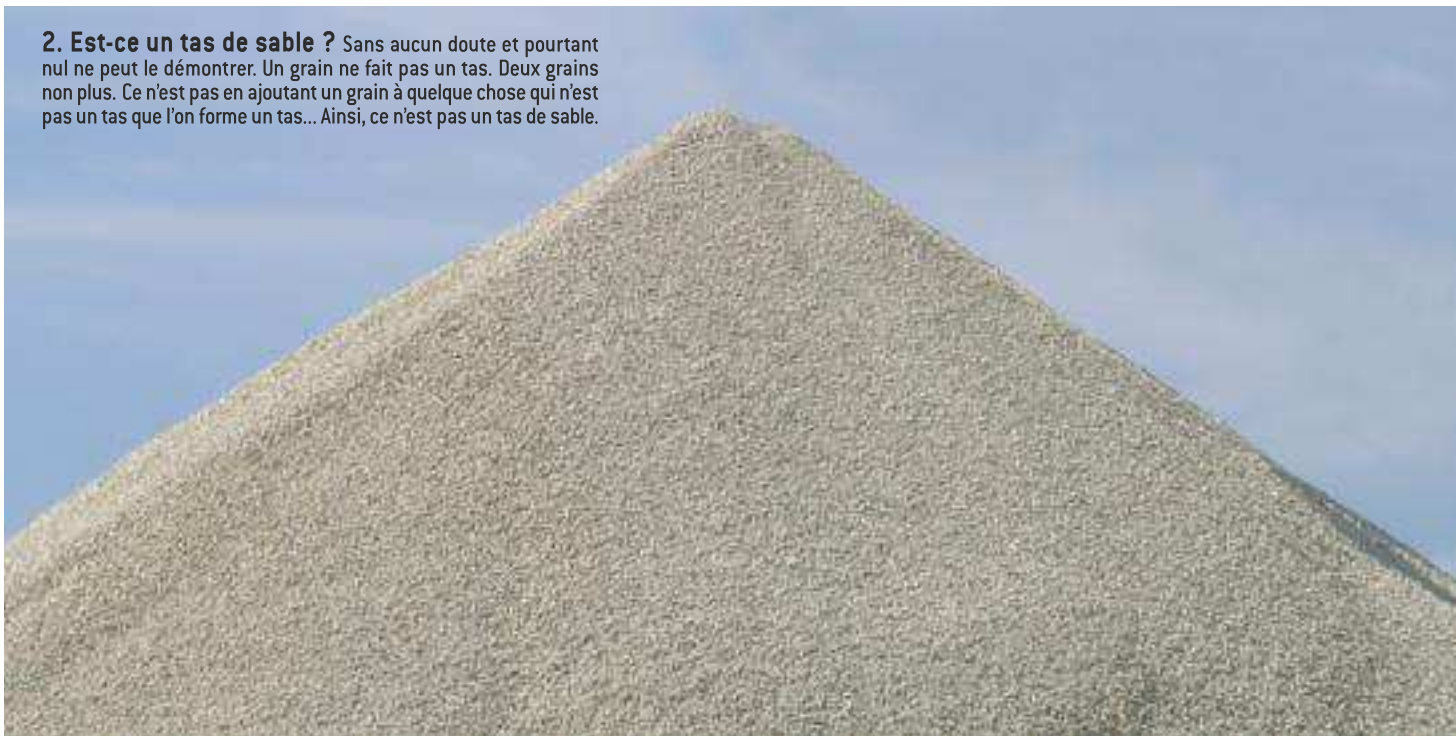 2. Est-ce un tas de sable ? Sans aucun doute et pourtant
nul ne peut le démontrer. Un grain ne fait pas un tas. Deux grains
non plus. Ce n'est pas en ajoutant un grain à quelque chose qui n'est
pas un tas que l'on forme un tas... Ainsi, ce n'est pas un tas de sable.